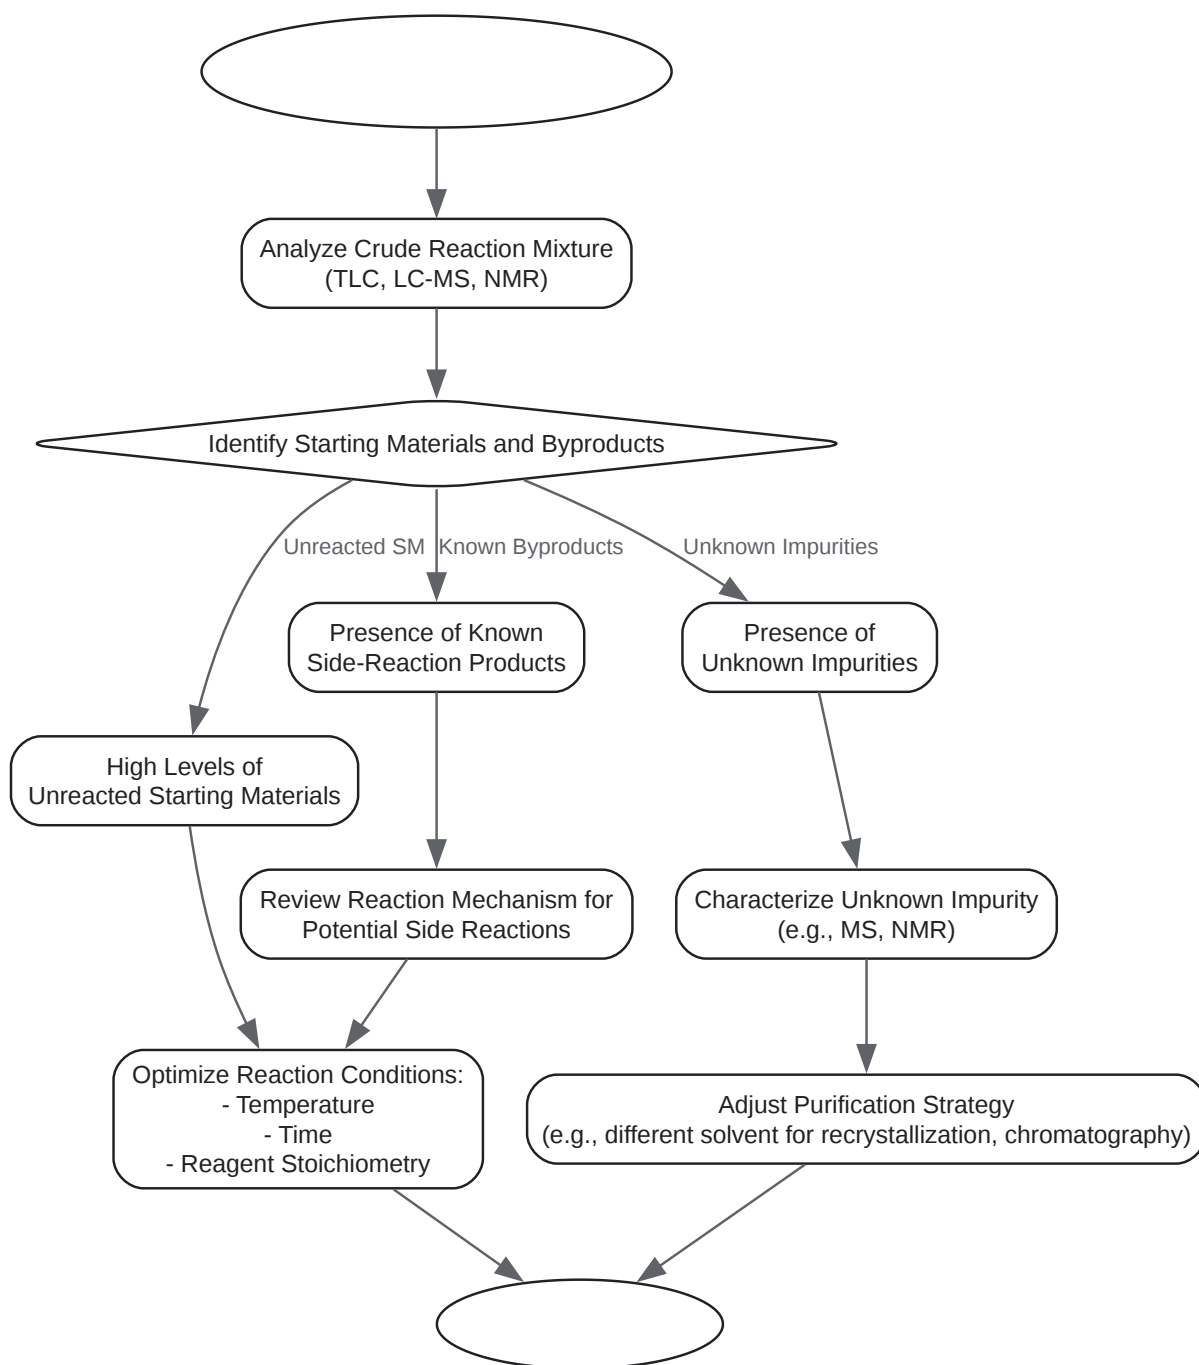 Analyze Crude Reaction Mixture
(TLC, LC-MS, NMR)
Identify Starting Materials and Byproducts
Unreacted SM
Known Byproducts
Unknown Impurities
Presence of Known
Side-Reaction Products
Presence of
Unknown Impurities
High Levels of
Unreacted Starting Materials
Review Reaction Mechanism for
Potential Side Reactions
Characterize Unknown Impurity
(e.g., MS, NMR)
Optimize Reaction Conditions:
- Temperature
- Time
- Reagent Stoichiometry
Adjust Purification Strategy
(e.g., different solvent for recrystallization, chromatography)